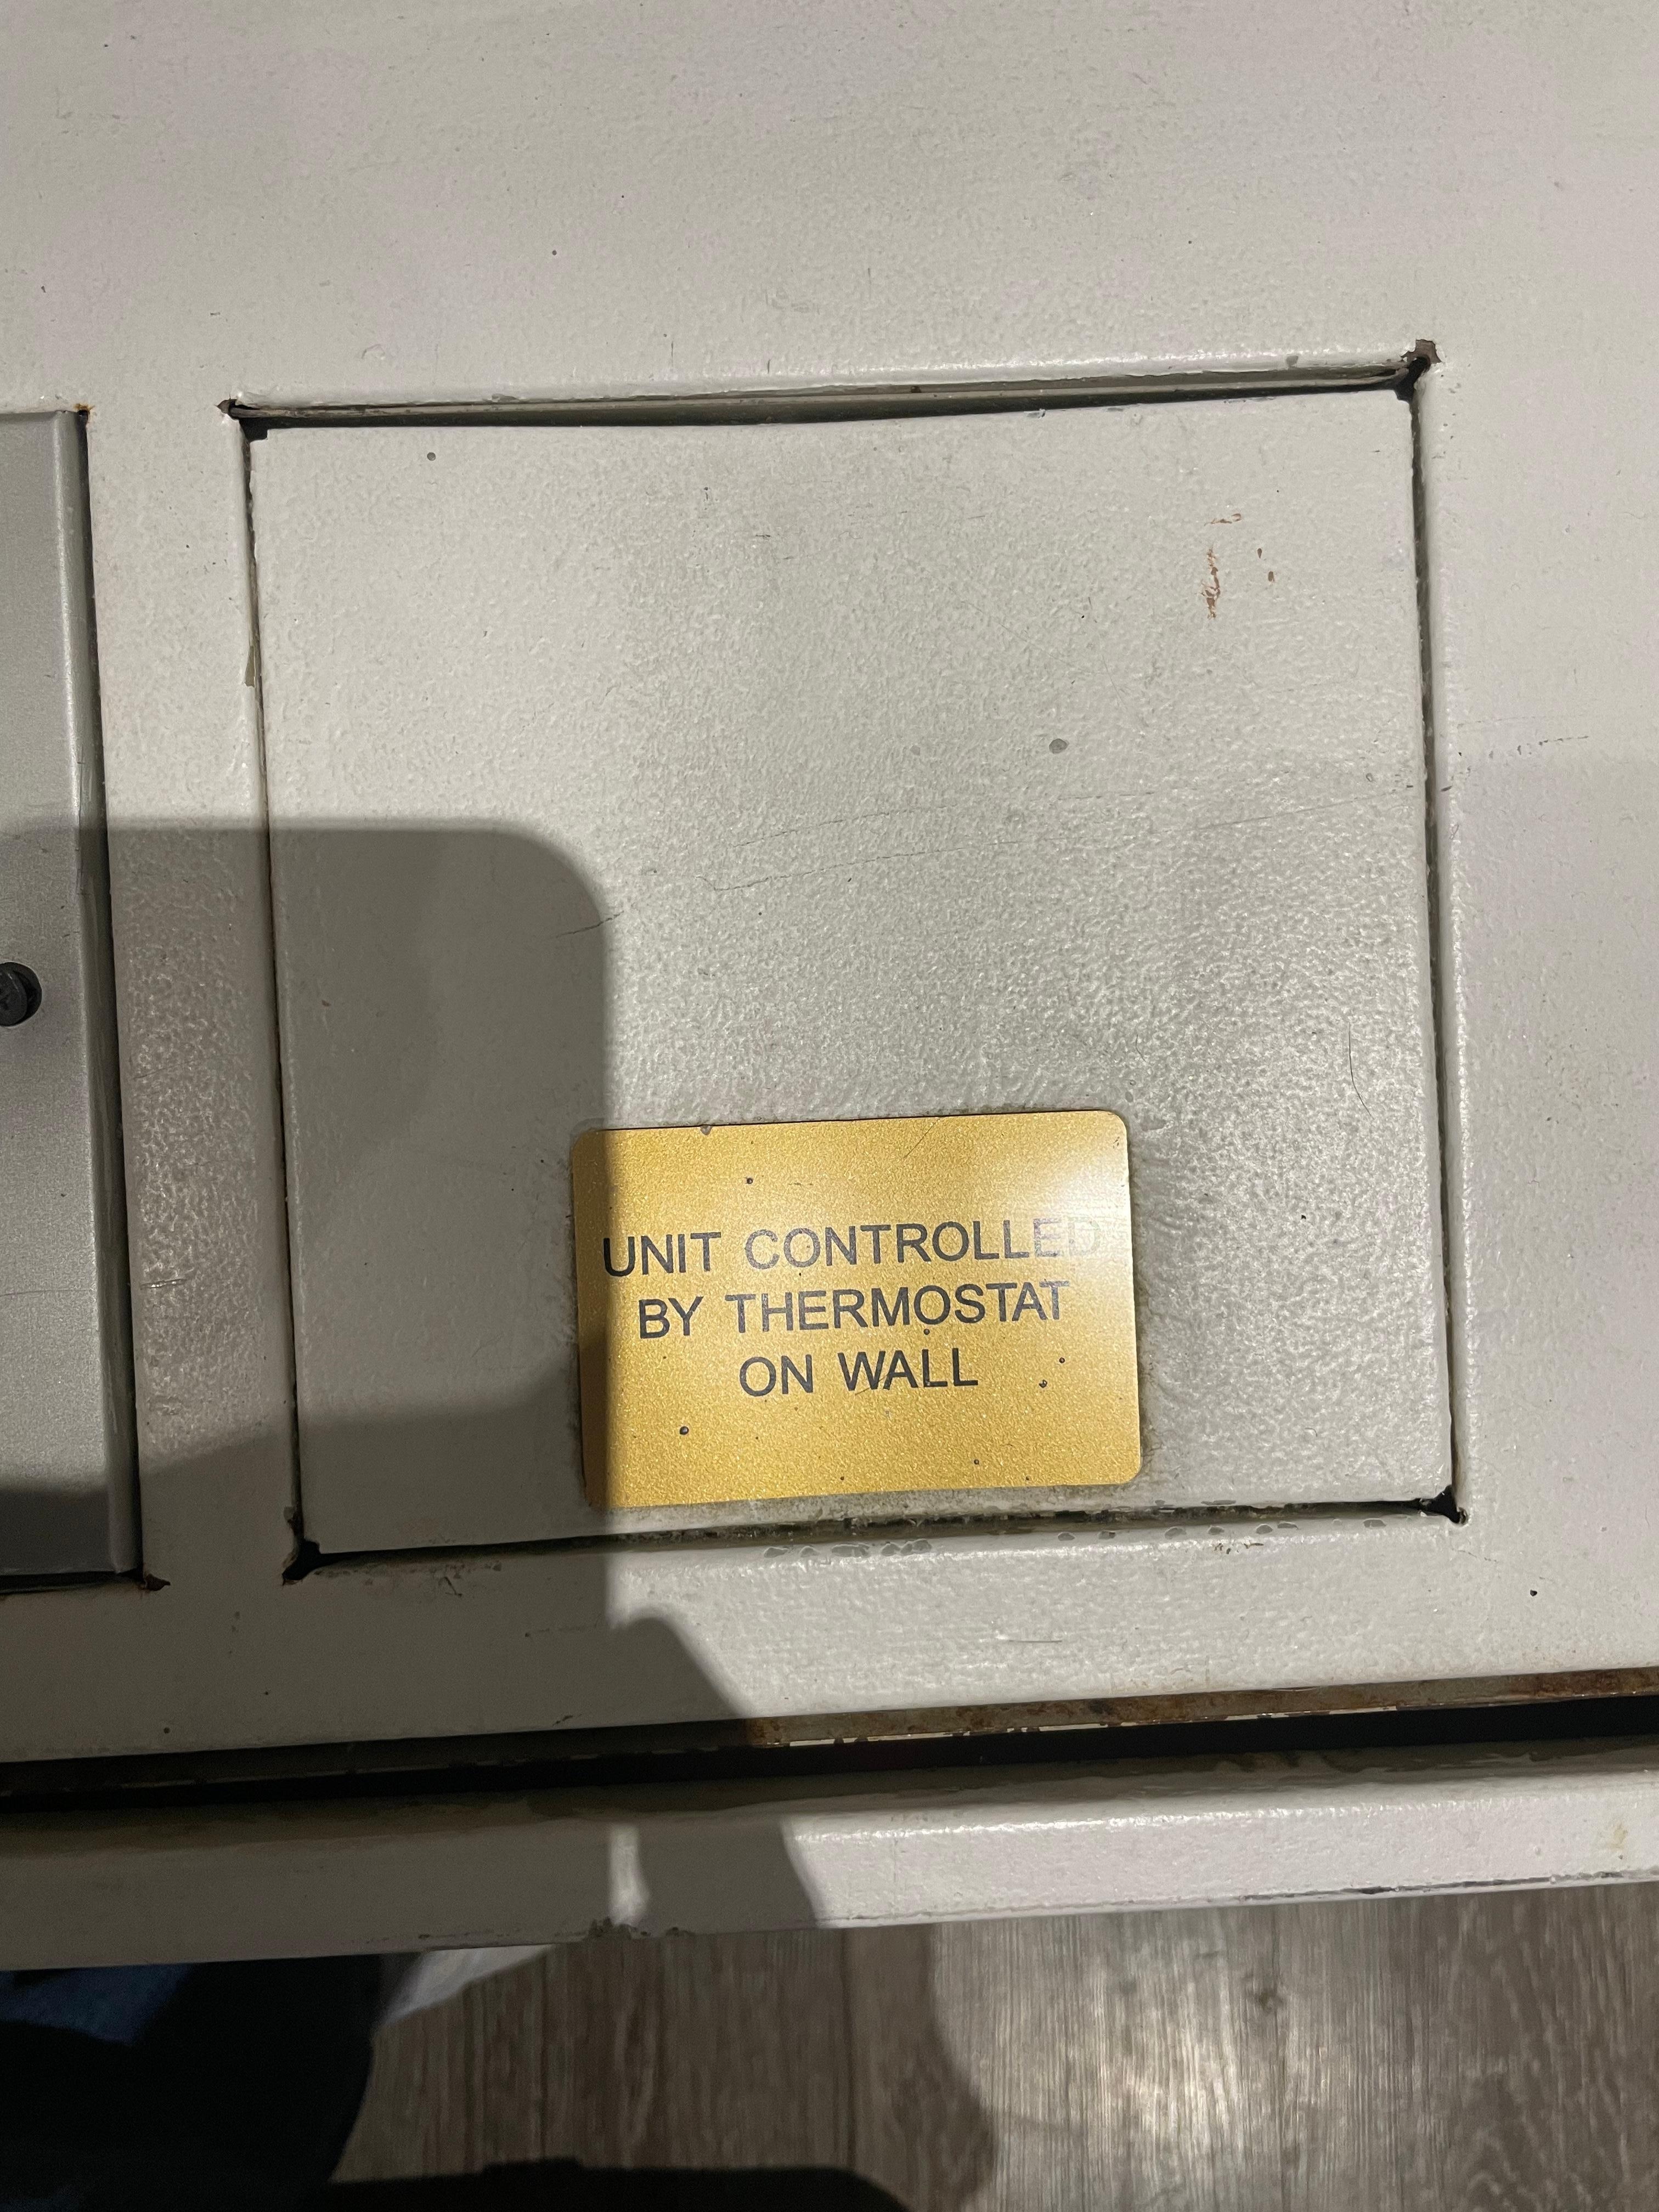 UNIT CONTROLLED
BY THERMOSTAT
ON WALL